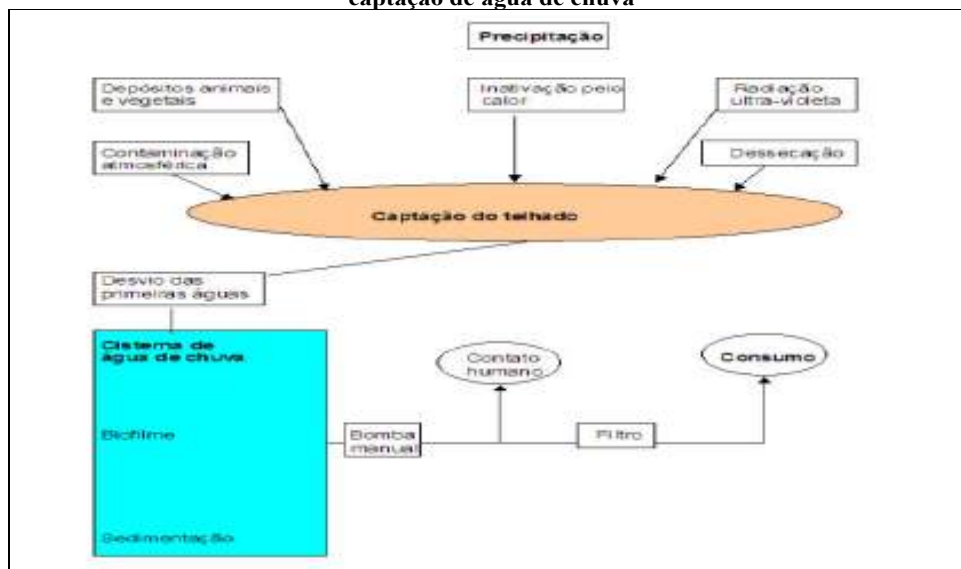 captação de água de chuva
Precipitação
Depósitos animais
e vegetais
Inativação pelo
calor
Radiação
ultra-violeta
Contaminação
atmosférica
Dessecação
Captação do telhado
Desvio das
primeiras águas
Cisterna de
água de chuva
Contato
humano
Consumo
Biofilme
Bomba
manual
Filtro
Sedimentação